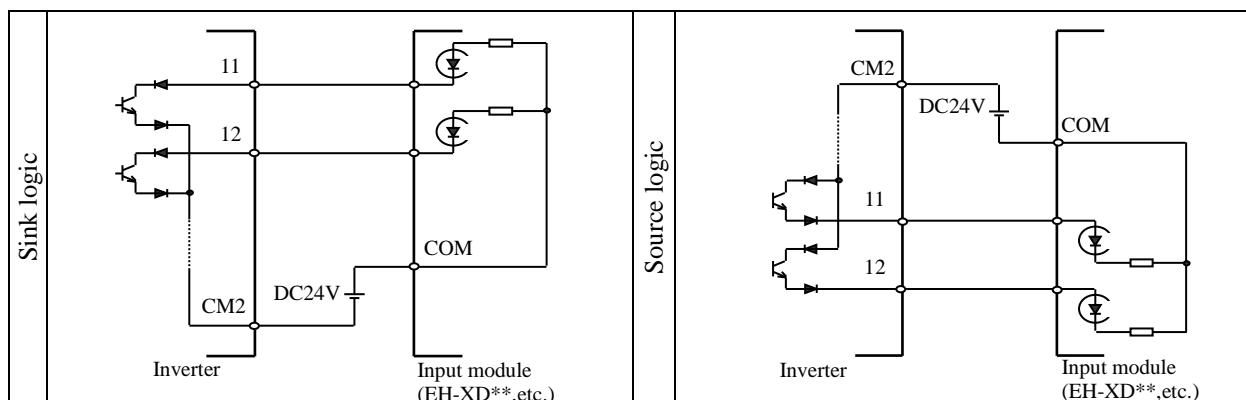 Sink logic
11
12
COM
DC24V
CM2
Inverter
Input module
(EH-XD**,etc.)
Source logic
CM2
DC24V
COM
11
12
Inverter
Input module
(EH-XD**,etc.)